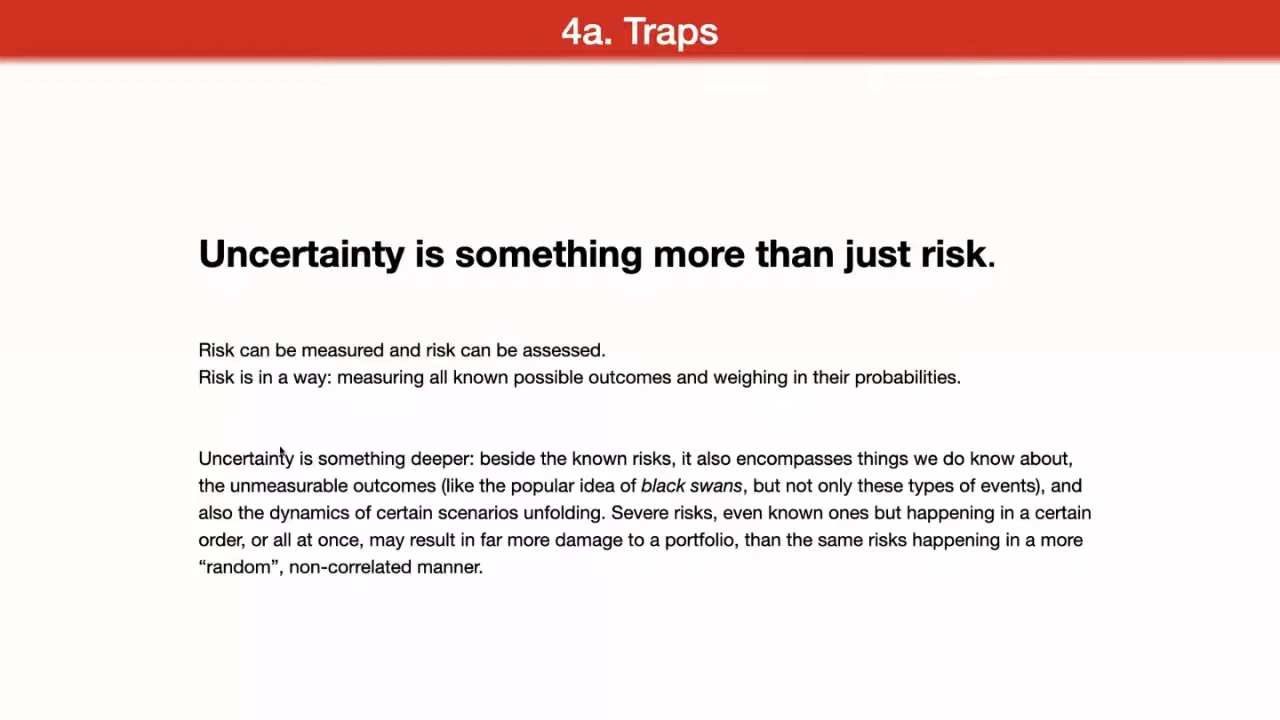 4a. Traps
Uncertainty is something more than just risk.
Risk can be measured and risk can be assessed.
Risk is in a way: measuring all known possible outcomes and weighing in their probabilities.
Uncertainty is something deeper: beside the known risks, it also encompasses things we do know about,
the unmeasurable outcomes (like the popular idea of black swans, but not only these types of events), and
also the dynamics of certain scenarios unfolding. Severe risks, even known ones but happening in a certain
order, or all at once, may result in far more damage to a portfolio, than the same risks happening in a more
“random”, non-correlated manner.